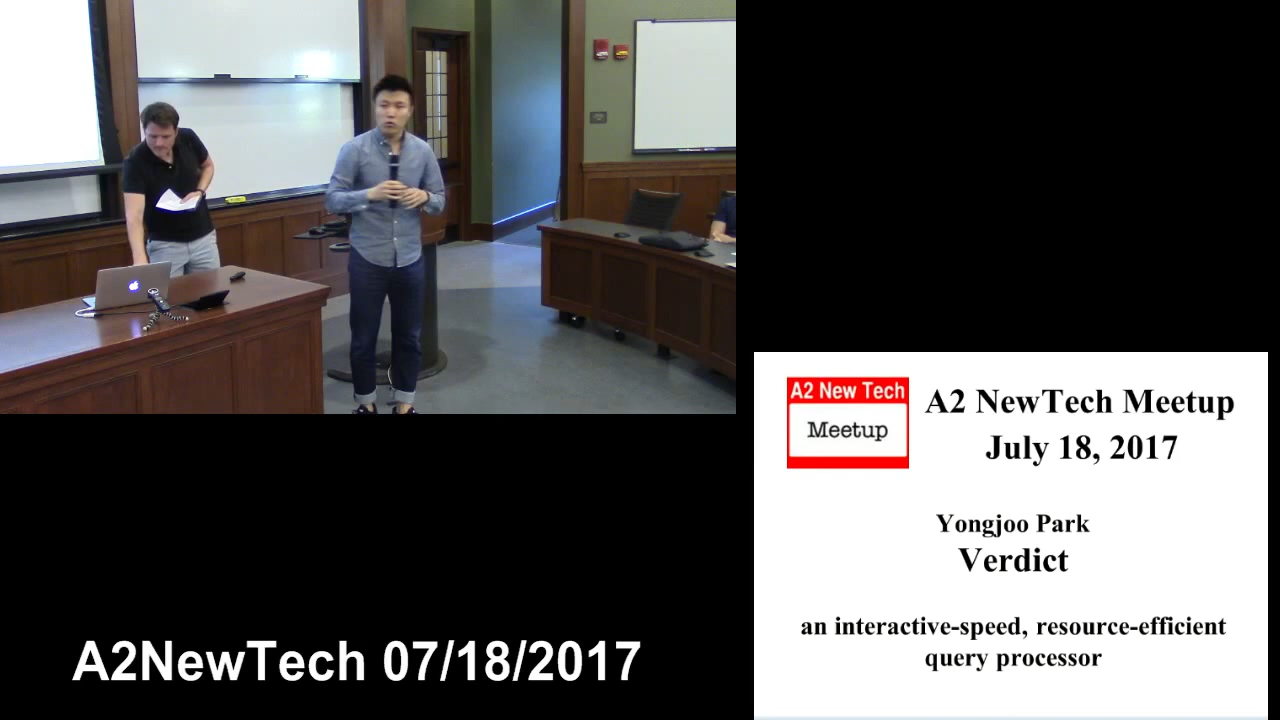 A2 New Tech
Meetup
A2 NewTech Meetup
July 18, 2017
Yongjoo Park
Verdict
an interactive-speed, resource-efficient
query processor
A2NewTech 07/18/2017